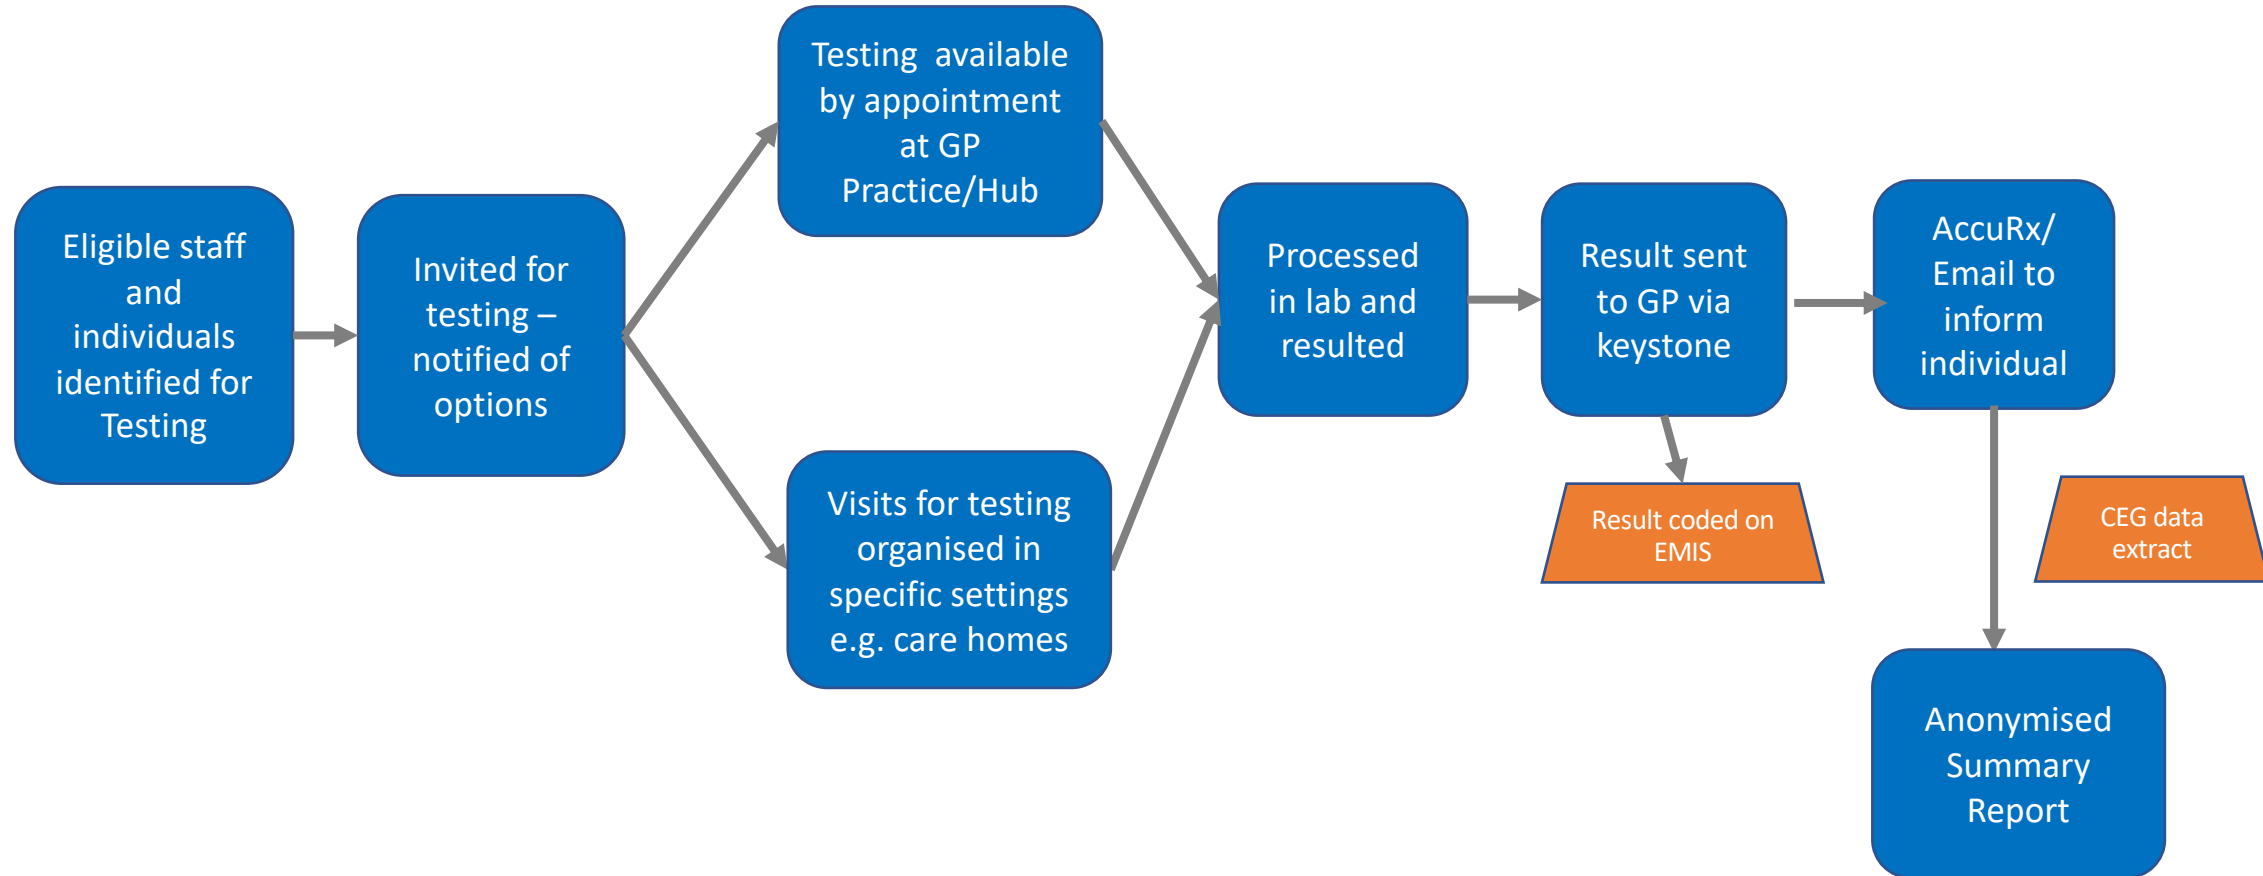 Eligible staff
and
individuals
identified for
Testing
Invited for
testing –
notified of
options
Testing  available
by appointment
at GP
Practice/Hub
Visits for testing
organised in
specific settings
e.g. care homes
Processed
in lab and
resulted
Result sent
to GP via
keystone
Result coded on
EMIS
AccuRx/
Email to
inform
individual
CEG data
extract
Anonymised
Summary
Report